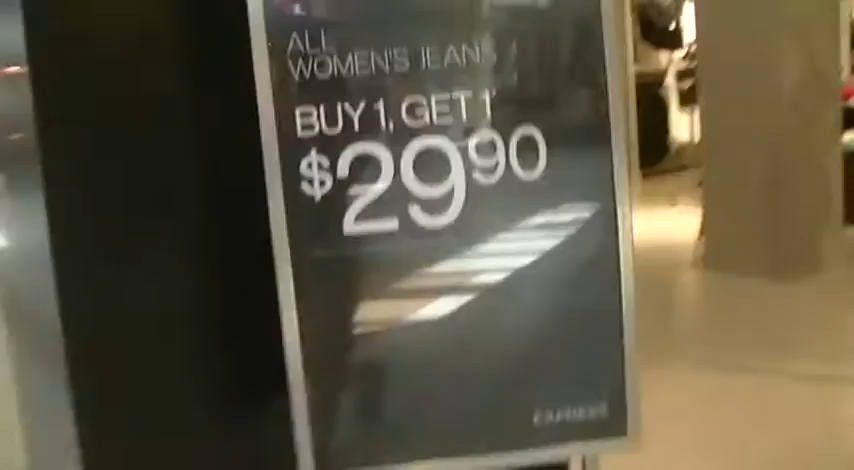 ALL
WOMEN'S JEANS
BUY 1, GET 1
$29.90
EXPRESS